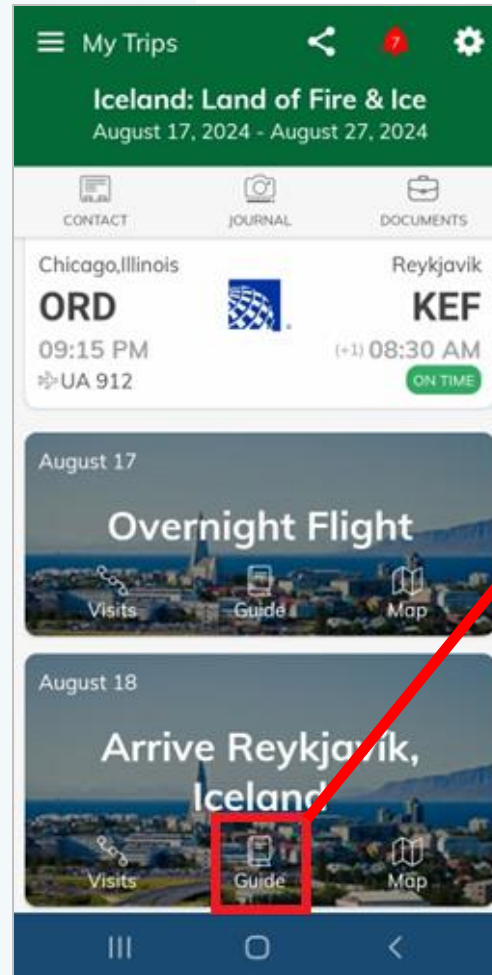 My Trips
7
Iceland: Land of Fire & Ice
August 17, 2024 - August 27, 2024
CONTACT JOURNAL DOCUMENTS
Chicago,Illinois Reykjavik
ORD KEF
09:15 PM (+1) 08:30 AM
UA 912 ON TIME
August 17
Overnight Flight
Visits Guide Map
August 18
Arrive Reykjavík,
Iceland
Visits Guide Map